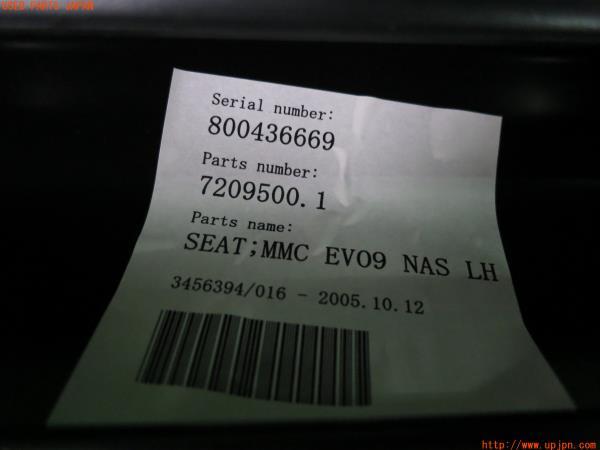 USED PARTS JAPAN
Serial number:
800436669
Parts number:
7209500.1
Parts name:
SEAT;MMC EVO9 NAS LH
3456394/016 - 2005.10.12
http://www.upjpn.com